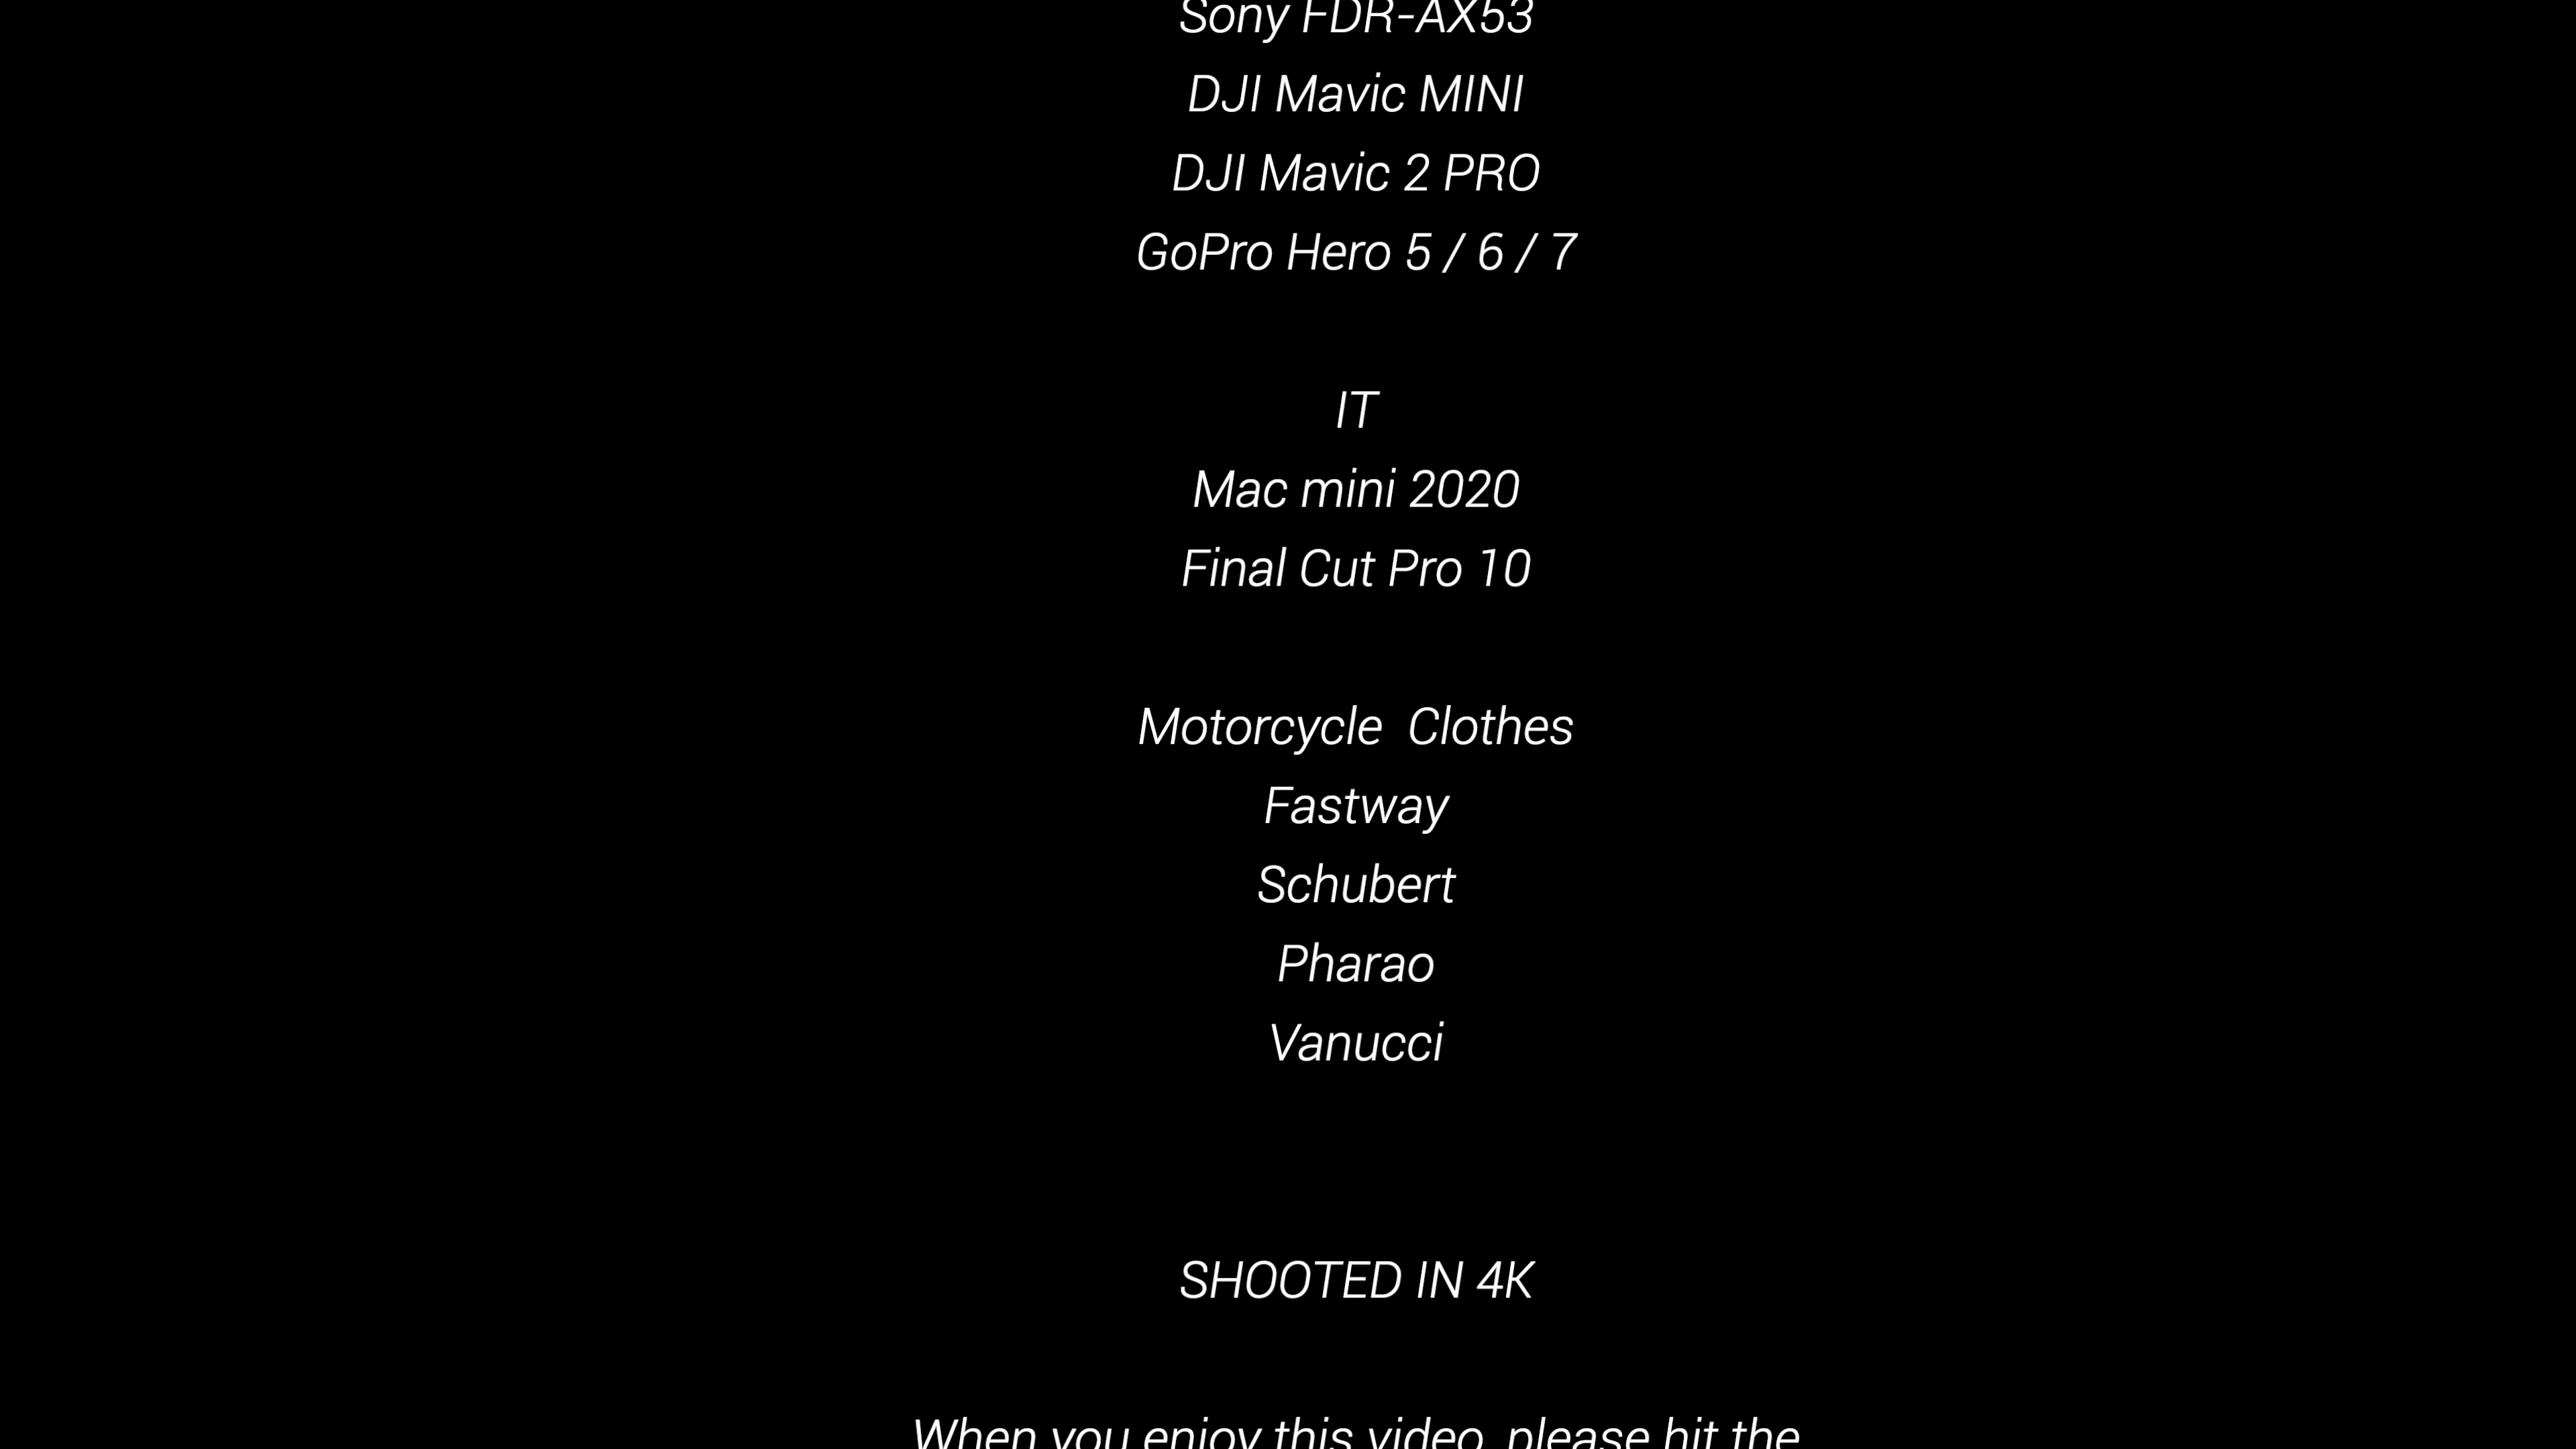 Sony FDR-AX53
DJI Mavic MINI
DJI Mavic 2 PRO
GoPro Hero 5 / 6 / 7
IT
Mac mini 2020
Final Cut Pro 10
Motorcycle  Clothes
Fastway
Schubert
Pharao
Vanucci
SHOOTED IN 4K
When you enjoy this video, please hit the